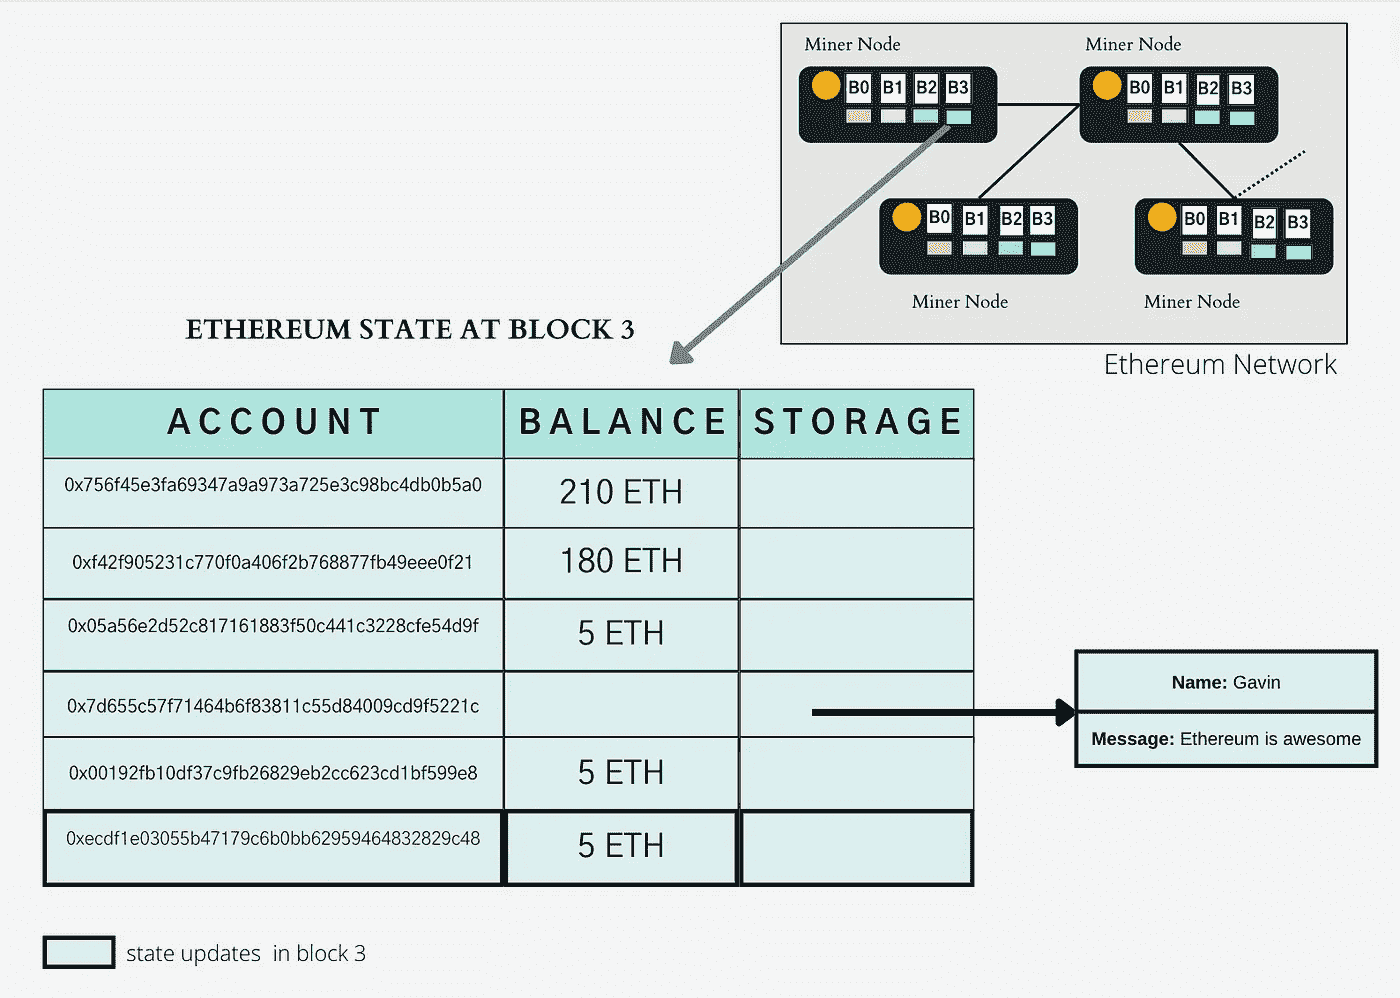 Miner Node
Miner Node
B0 B1 B2 B3
B0 B1 B2 B3
B0 B1 B2 B3
B0 B1 B2 B3
Miner Node
Miner Node
Ethereum Network
ETHEREUM STATE AT BLOCK 3
ACCOUNT BALANCE STORAGE
0x756f45e3fa69347a9a973a725e3c98bc4db0b5a0 210 ETH
0xf42f905231c770f0a406f2b768877fb49eee0f21 180 ETH
0x05a56e2d52c817161883f50c441c3228cfe54d9f 5 ETH
0x7d655c57f71464b6f83811c55d84009cd9f5221c
Name: Gavin
Message: Ethereum is awesome
0x00192fb10df37c9fb26829eb2cc623cd1bf599e8 5 ETH
0xecdf1e03055b47179c6b0bb62959464832829c48 5 ETH
state updates in block 3